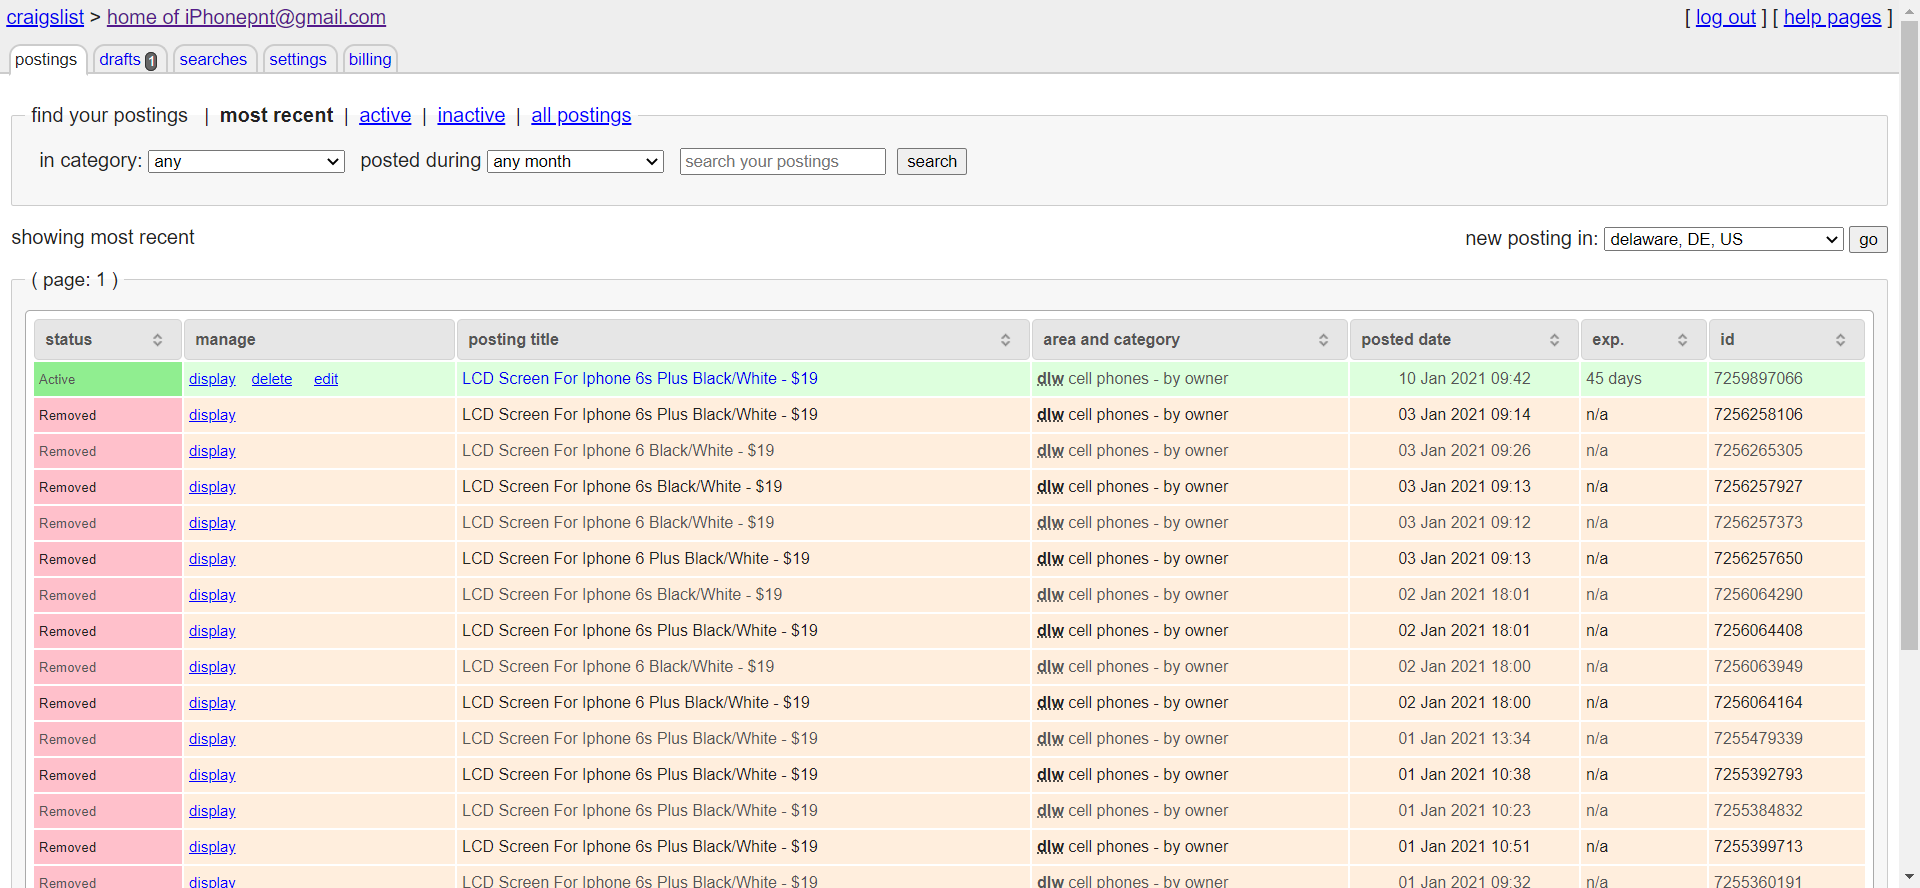 craigslist > home of iPhonepnt@gmail.com [ log out ] [ help pages ]
postings drafts 1 searches settings billing
find your postings | most recent | active | inactive | all postings
in category: any posted during any month search your postings search
showing most recent new posting in: delaware, DE, US go
( page: 1 )
status manage posting title area and category posted date exp. id
Active display delete edit LCD Screen For Iphone 6s Plus Black/White - $19 dlw cell phones - by owner 10 Jan 2021 09:42 45 days 7259897066
Removed display LCD Screen For Iphone 6s Plus Black/White - $19 dlw cell phones - by owner 03 Jan 2021 09:14 n/a 7256258106
Removed display LCD Screen For Iphone 6 Black/White - $19 dlw cell phones - by owner 03 Jan 2021 09:26 n/a 7256265305
Removed display LCD Screen For Iphone 6s Black/White - $19 dlw cell phones - by owner 03 Jan 2021 09:13 n/a 7256257927
Removed display LCD Screen For Iphone 6 Black/White - $19 dlw cell phones - by owner 03 Jan 2021 09:12 n/a 7256257373
Removed display LCD Screen For Iphone 6 Plus Black/White - $19 dlw cell phones - by owner 03 Jan 2021 09:13 n/a 7256257650
Removed display LCD Screen For Iphone 6s Black/White - $19 dlw cell phones - by owner 02 Jan 2021 18:01 n/a 7256064290
Removed display LCD Screen For Iphone 6s Plus Black/White - $19 dlw cell phones - by owner 02 Jan 2021 18:01 n/a 7256064408
Removed display LCD Screen For Iphone 6 Black/White - $19 dlw cell phones - by owner 02 Jan 2021 18:00 n/a 7256063949
Removed display LCD Screen For Iphone 6 Plus Black/White - $19 dlw cell phones - by owner 02 Jan 2021 18:00 n/a 7256064164
Removed display LCD Screen For Iphone 6s Plus Black/White - $19 dlw cell phones - by owner 01 Jan 2021 13:34 n/a 7255479339
Removed display LCD Screen For Iphone 6s Plus Black/White - $19 dlw cell phones - by owner 01 Jan 2021 10:38 n/a 7255392793
Removed display LCD Screen For Iphone 6s Plus Black/White - $19 dlw cell phones - by owner 01 Jan 2021 10:23 n/a 7255384832
Removed display LCD Screen For Iphone 6s Plus Black/White - $19 dlw cell phones - by owner 01 Jan 2021 10:51 n/a 7255399713
Removed display LCD Screen For Iphone 6s Plus Black/White - $19 dlw cell phones - by owner 01 Jan 2021 09:32 n/a 7255360191